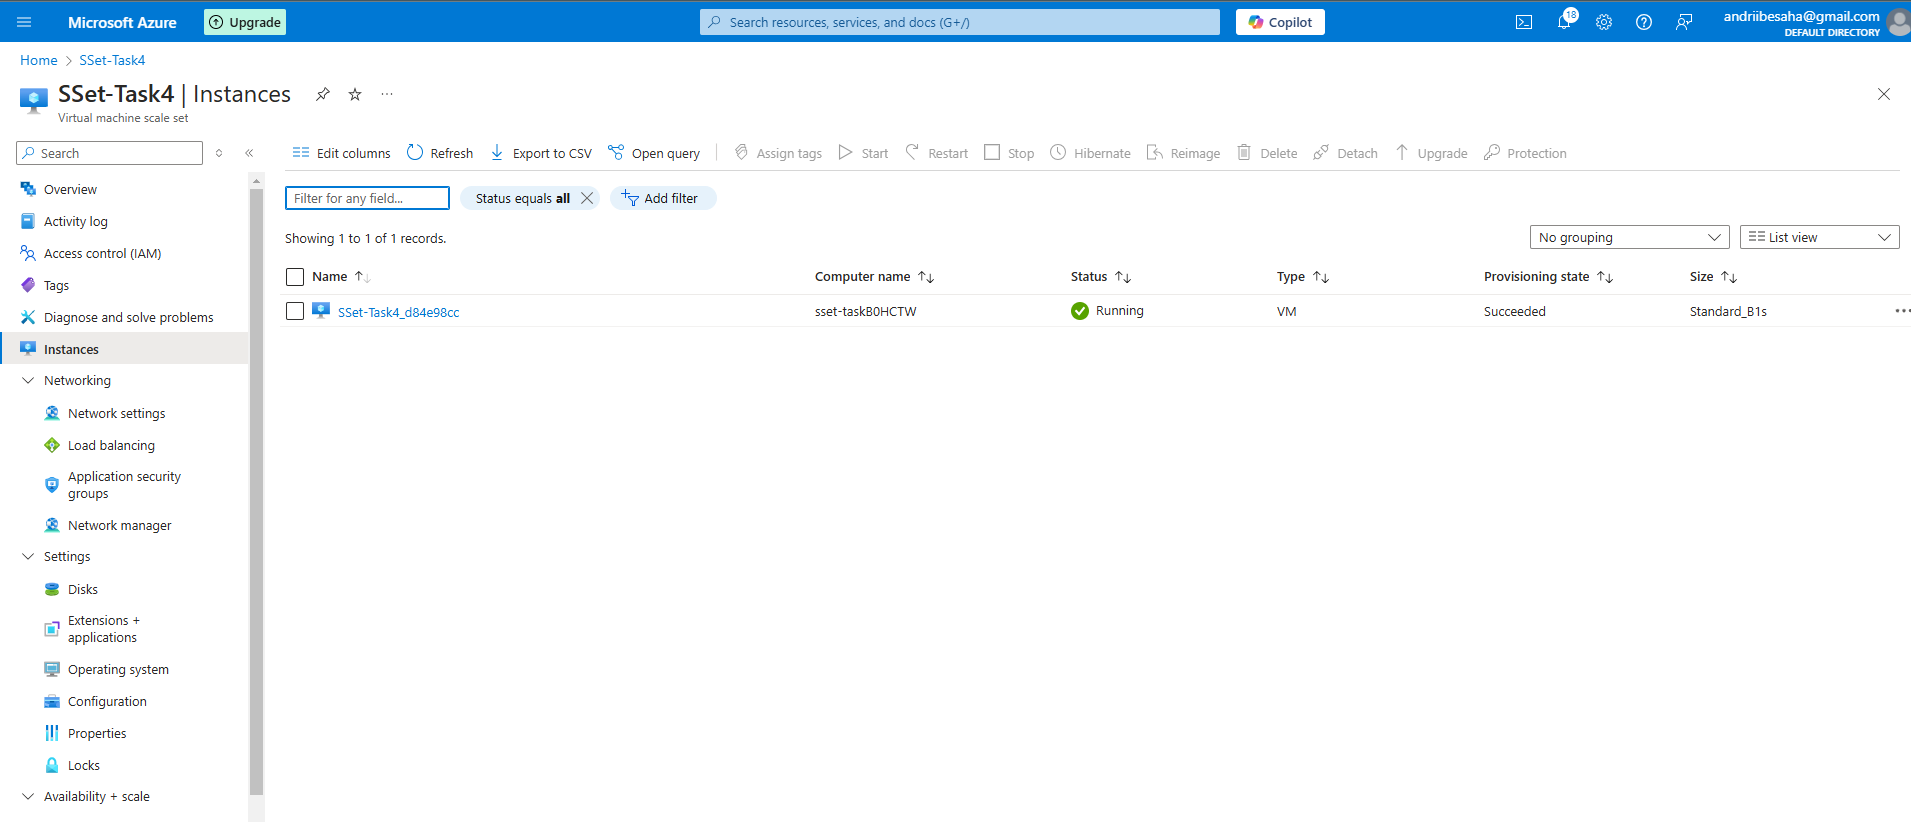 Microsoft Azure
Upgrade
Search resources, services, and docs (G+/)
Copilot
18
andriibesaha@gmail.com
DEFAULT DIRECTORY
Home > SSet-Task4
SSet-Task4 | Instances
Virtual machine scale set
Search
Edit columns
Refresh
Export to CSV
Open query
Assign tags
Start
Restart
Stop
Hibernate
Reimage
Delete
Detach
Upgrade
Protection
Overview
Activity log
Access control (IAM)
Tags
Diagnose and solve problems
Instances
Networking
Network settings
Load balancing
Application security
groups
Network manager
Settings
Disks
Extensions +
applications
Operating system
Configuration
Properties
Locks
Availability + scale
Filter for any field...
Status equals all
Add filter
Showing 1 to 1 of 1 records.
No grouping
List view
Name
Computer name
Status
Type
Provisioning state
Size
SSet-Task4_d84e98cc
sset-taskB0HCTW
Running
VM
Succeeded
Standard_B1s